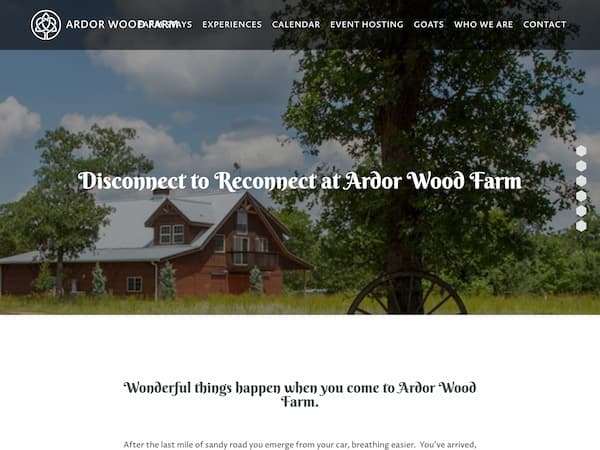 ARDOR WOOD FARM
FARM STAYS EXPERIENCES CALENDAR EVENT HOSTING GOATS WHO WE ARE CONTACT
Disconnect to Reconnect at Ardor Wood Farm
Wonderful things happen when you come to Ardor Wood
Farm.
After the last mile of sandy road you emerge from your car, breathing easier.  You've arrived,